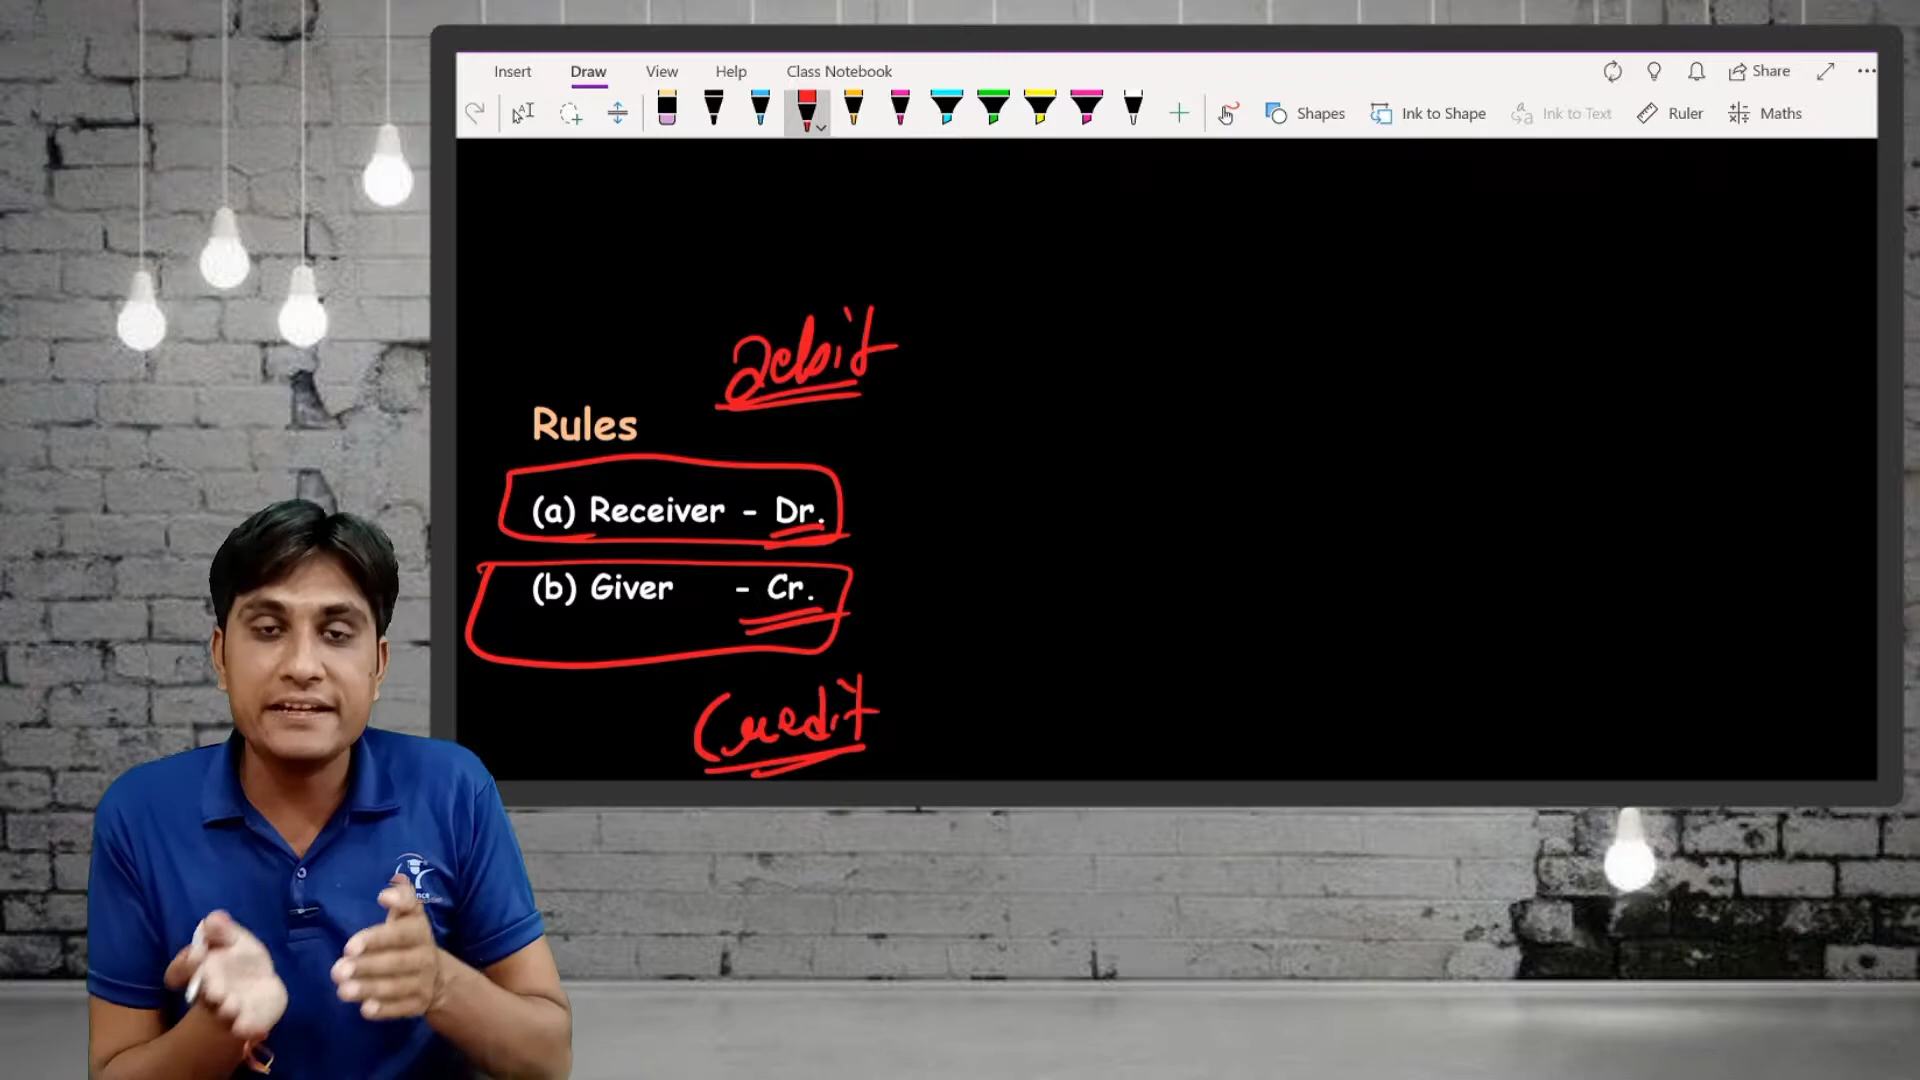 Insert Draw View Help Class Notebook Share
Shapes Ink to Shape Ink to Text Ruler Maths
Debit
Rules
(a) Receiver - Dr.
(b) Giver - Cr.
Credit